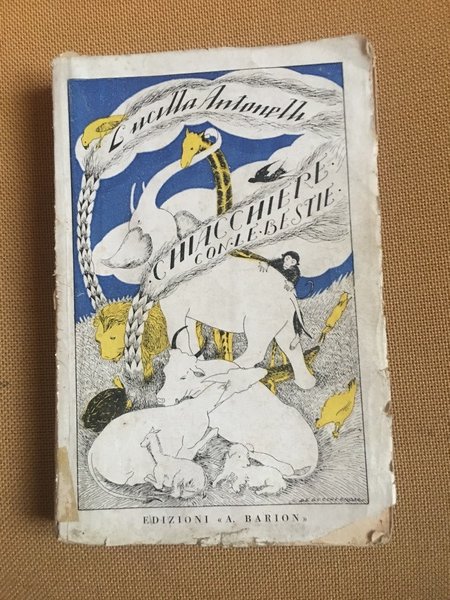 Lucilla Antonelli
CHIACCHIERE·
CON·LE·BESTIE·
EDIZIONI «A. BARION»